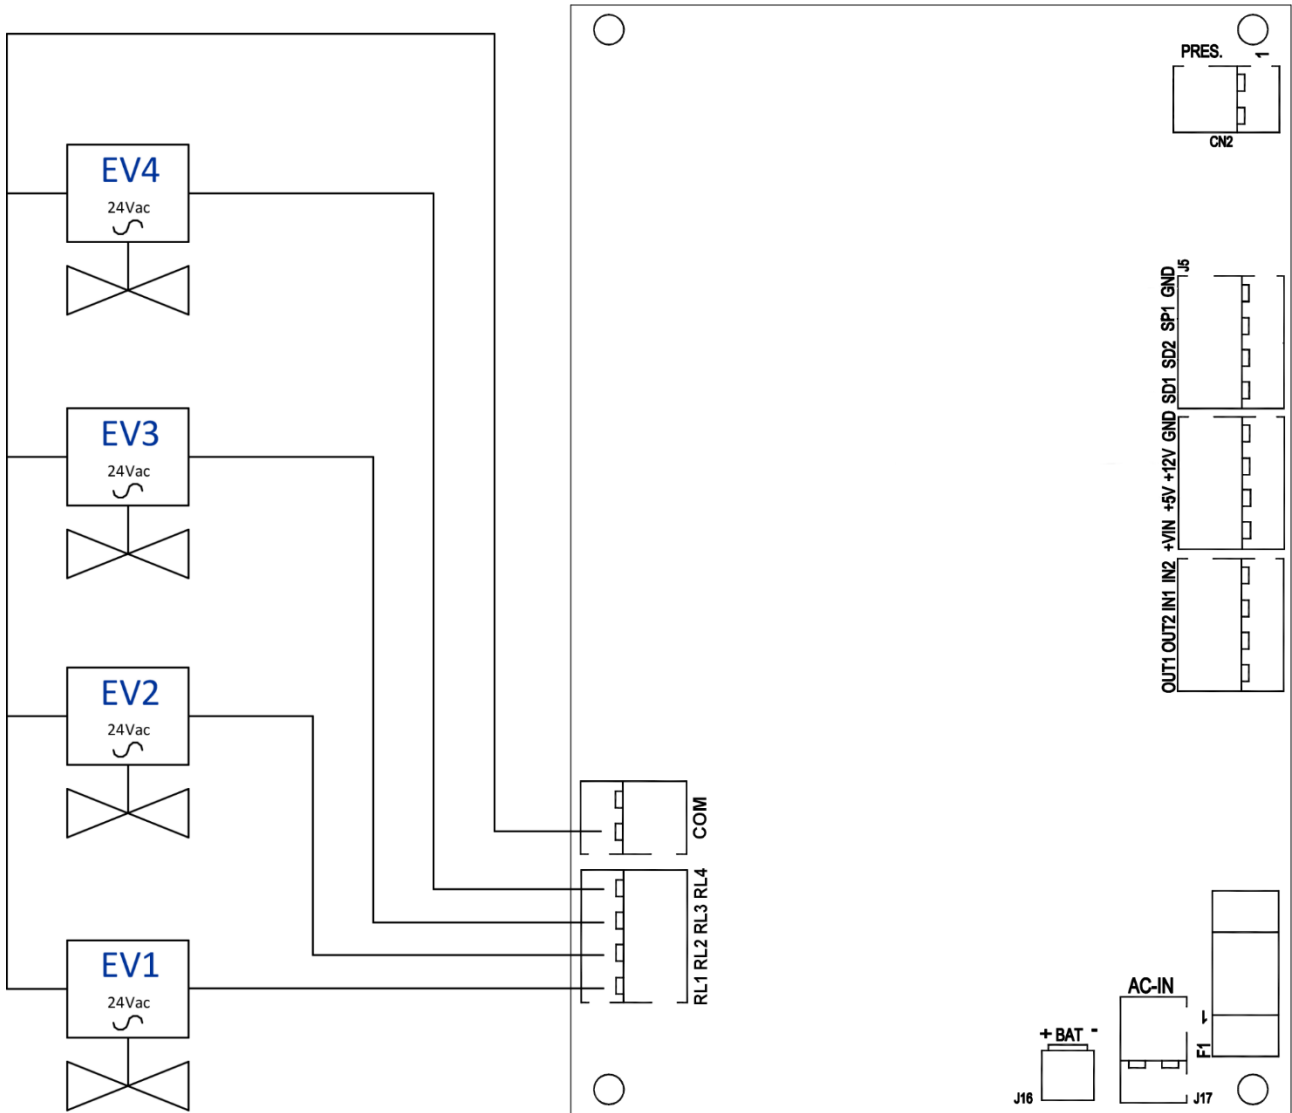 PRES. 1
CN2
EV4
24Vac
J5
SD1 SD2 SP1 GND
EV3
24Vac
+VIN +5V +12V GND
OUT1 OUT2 IN1 IN2
EV2
24Vac
COM
RL1 RL2 RL3 RL4
EV1
24Vac
AC-IN
1
F1
+ BAT -
J16
J17